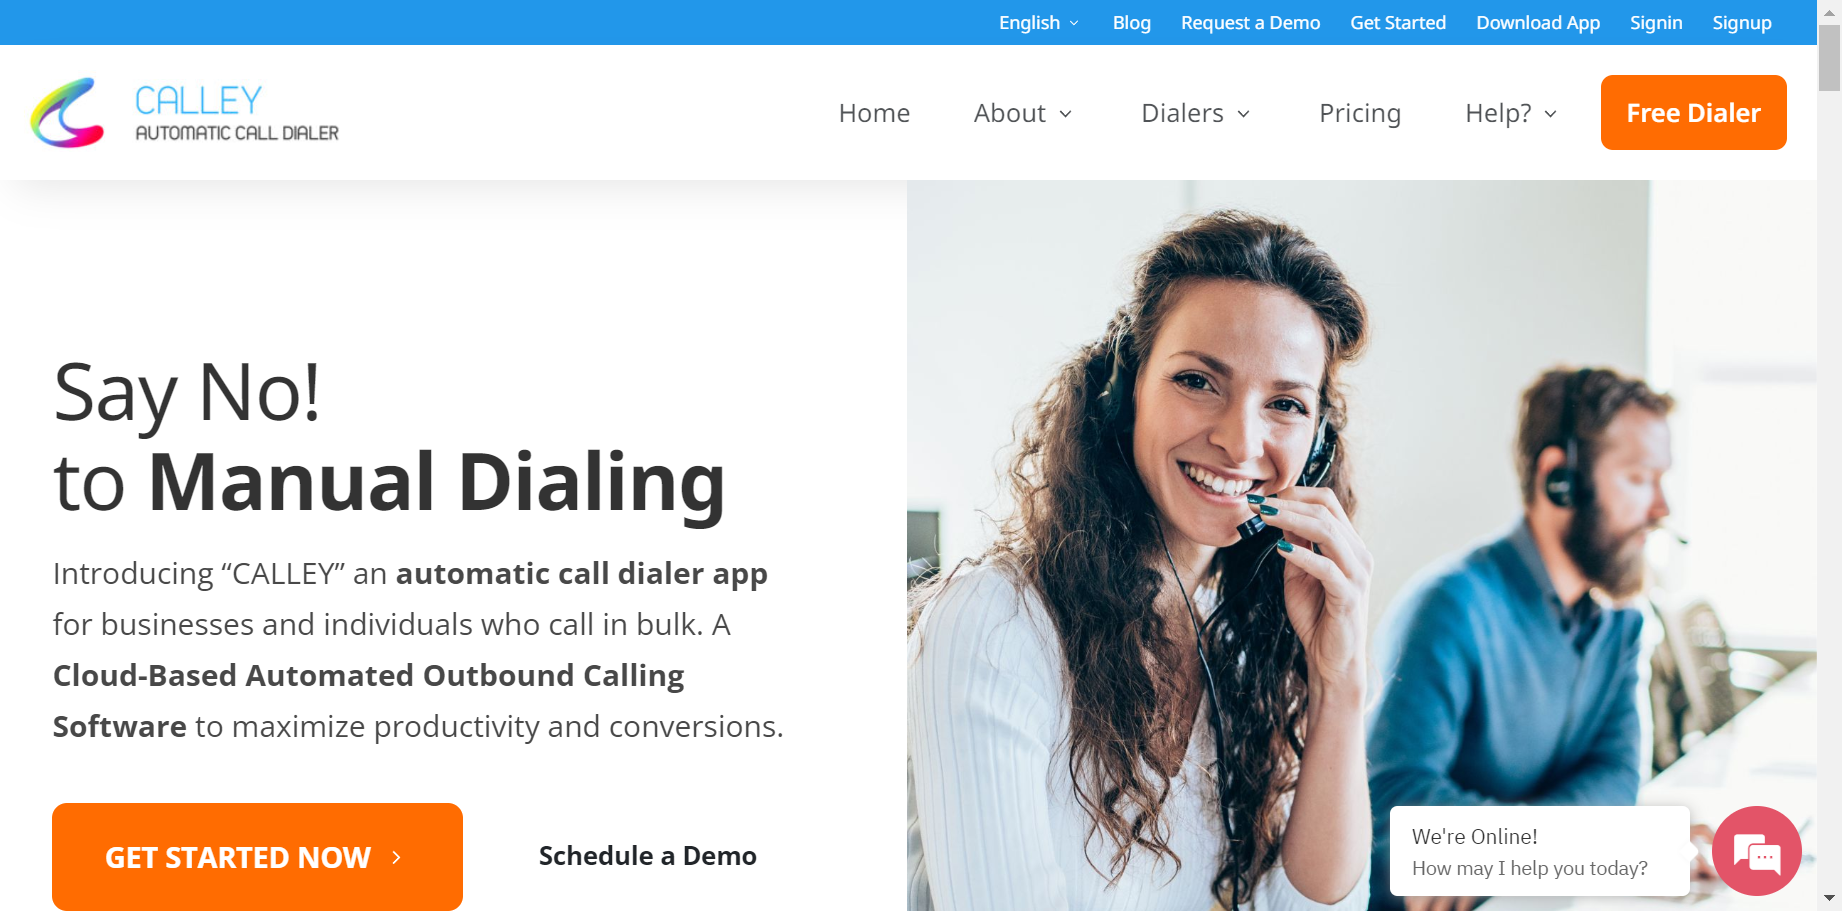 English Blog Request a Demo Get Started Download App Signin Signup
CALLEY
AUTOMATIC CALL DIALER
Home About Dialers Pricing Help? Free Dialer
Say No!
to Manual Dialing
Introducing “CALLEY” an automatic call dialer app
for businesses and individuals who call in bulk. A
Cloud-Based Automated Outbound Calling
Software to maximize productivity and conversions.
GET STARTED NOW
Schedule a Demo
We're Online!
How may I help you today?